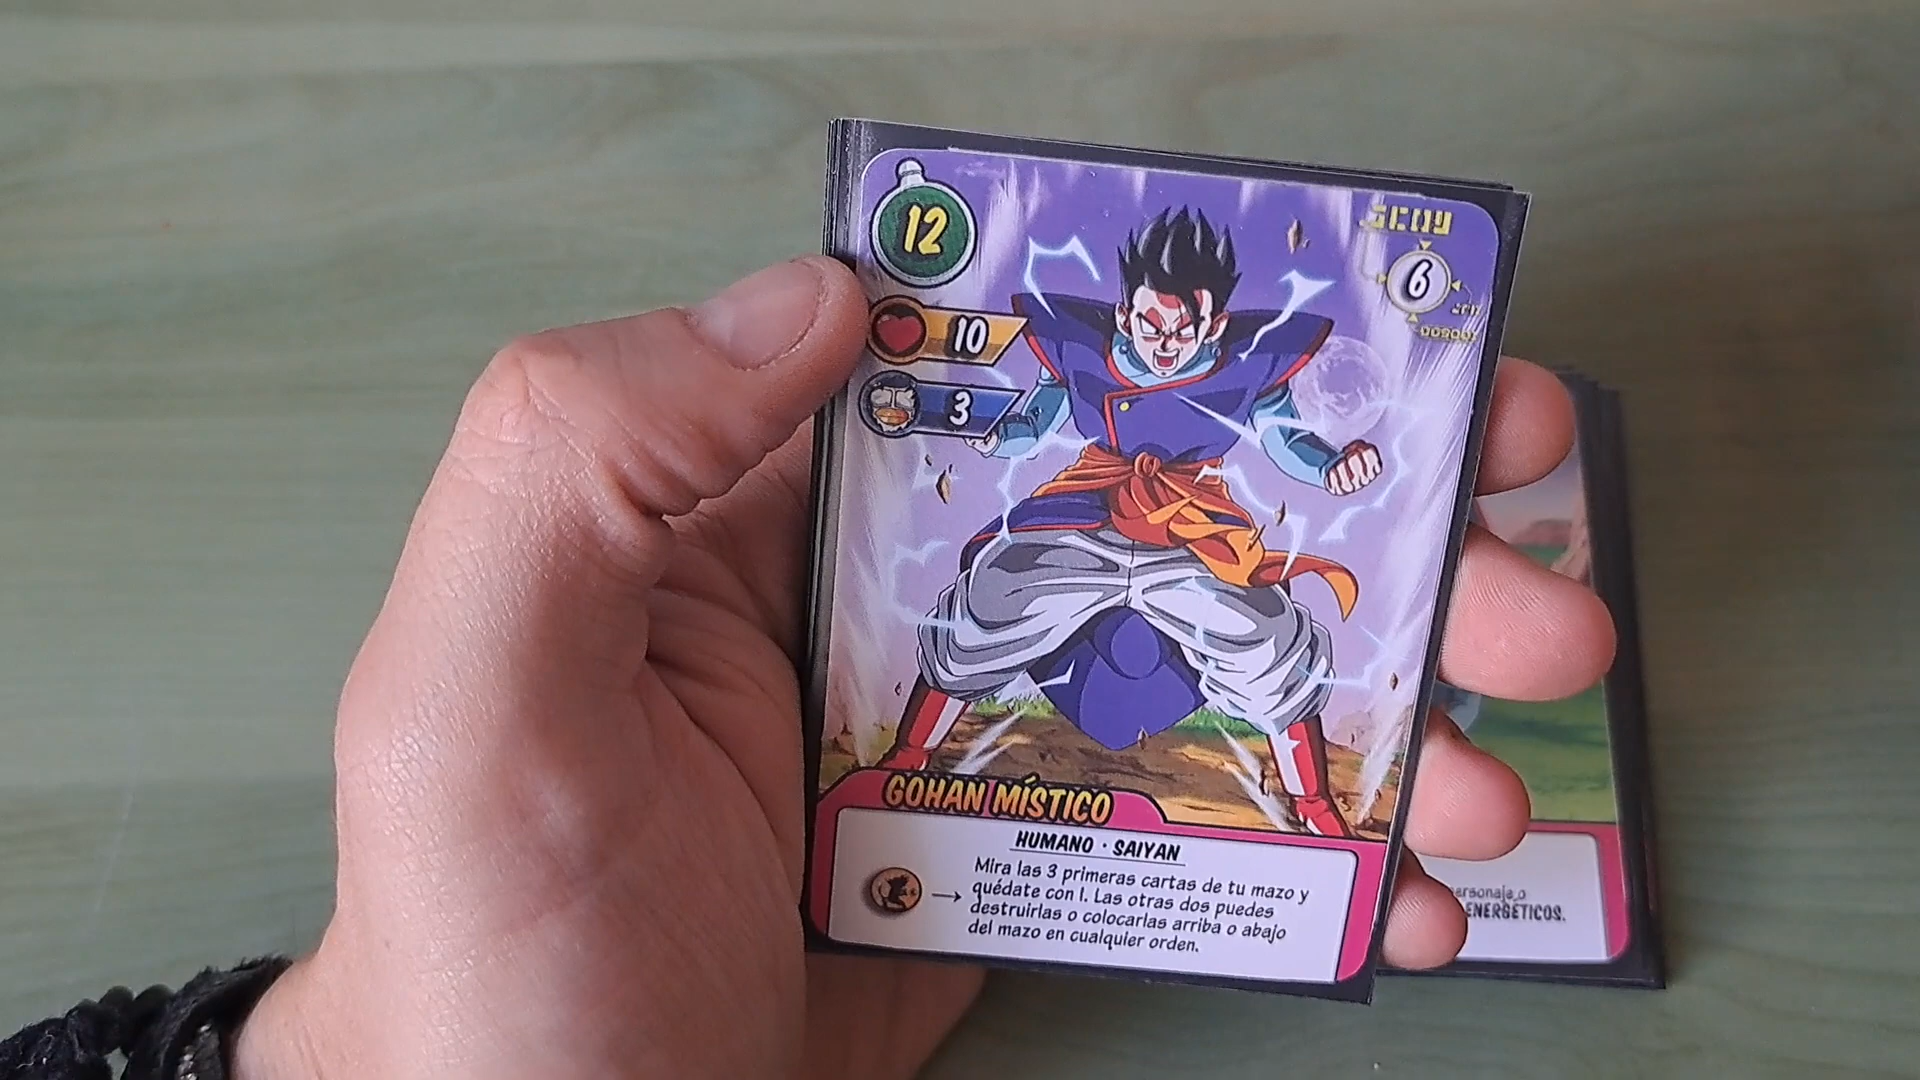 12
10
3
6
GOHAN MÍSTICO
HUMANO · SAIYAN
Mira las 3 primeras cartas de tu mazo y
quédate con 1. Las otras dos puedes
destruirlas o colocarlas arriba o abajo
del mazo en cualquier orden.
ersonaje o
ENERGÉTICOS.